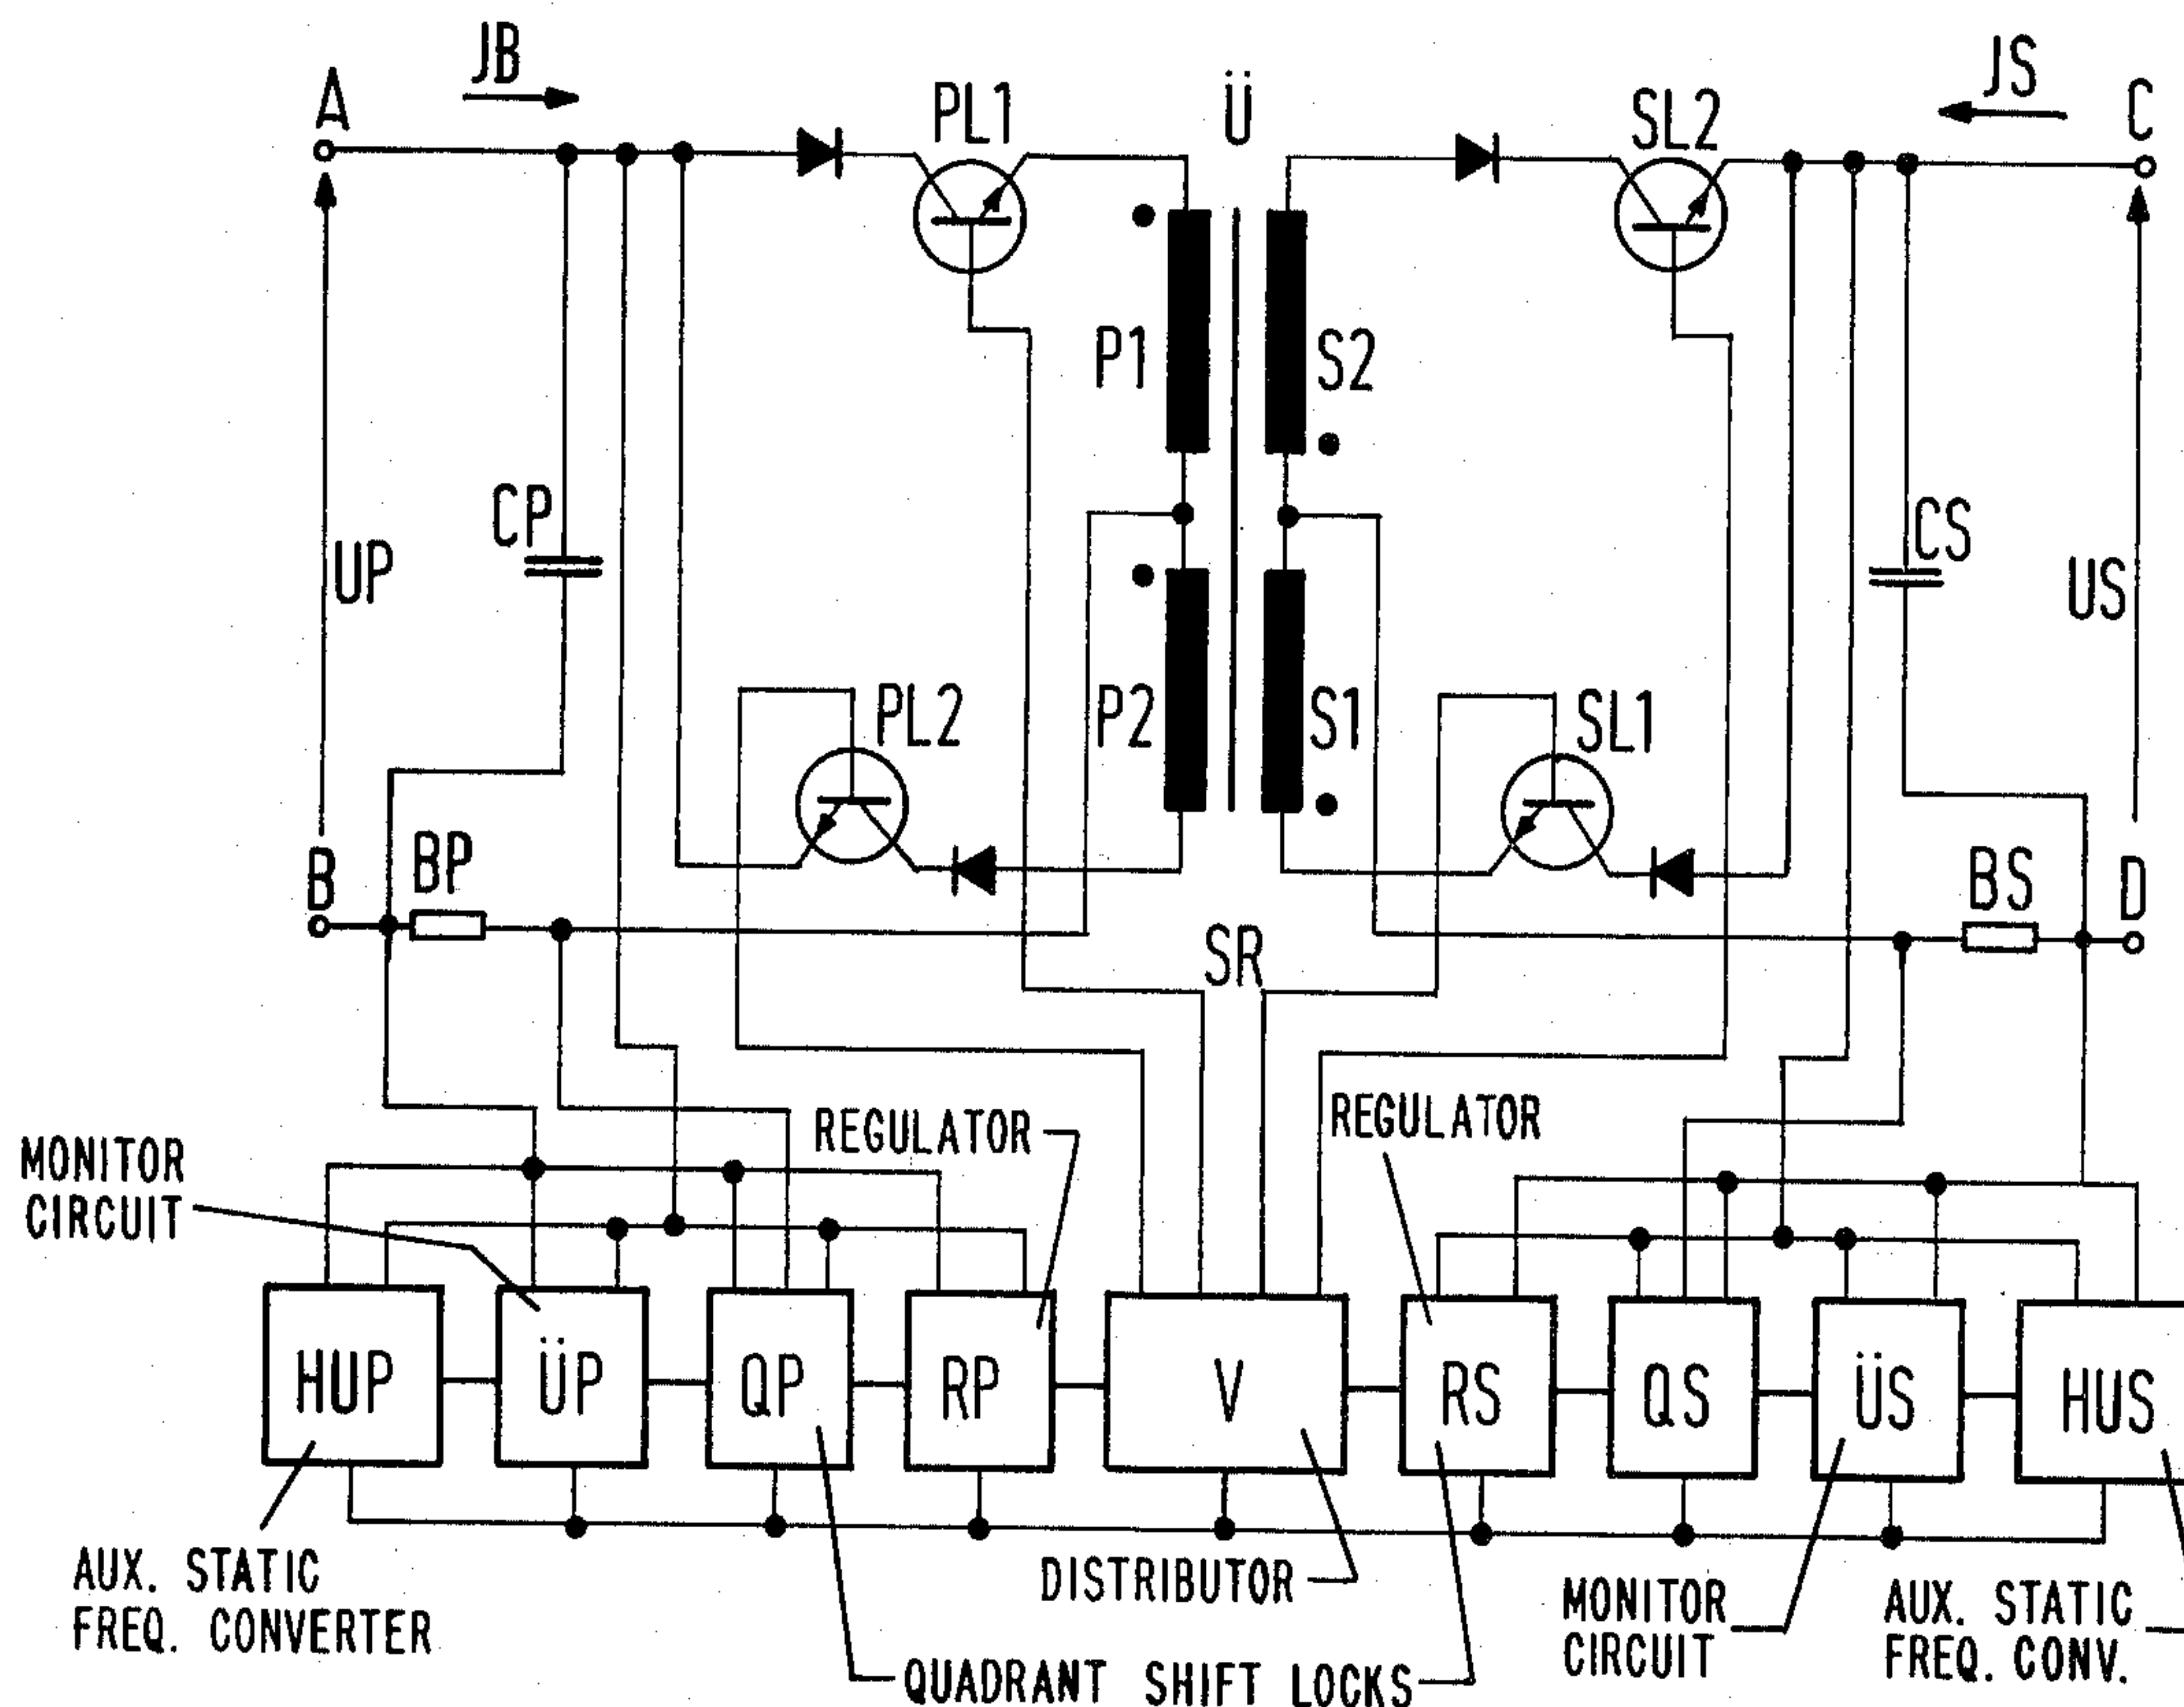 JB
JS
A
PL1
Ü
SL2
C
P1
S2
CP
CS
UP
US
PL2
P2
S1
SL1
B
BP
BS
D
SR
REGULATOR
REGULATOR
MONITOR
CIRCUIT
HUP
ÜP
QP
RP
V
RS
QS
ÜS
HUS
AUX. STATIC
FREQ. CONVERTER
DISTRIBUTOR
MONITOR
CIRCUIT
AUX. STATIC
FREQ. CONV.
QUADRANT SHIFT LOCKS